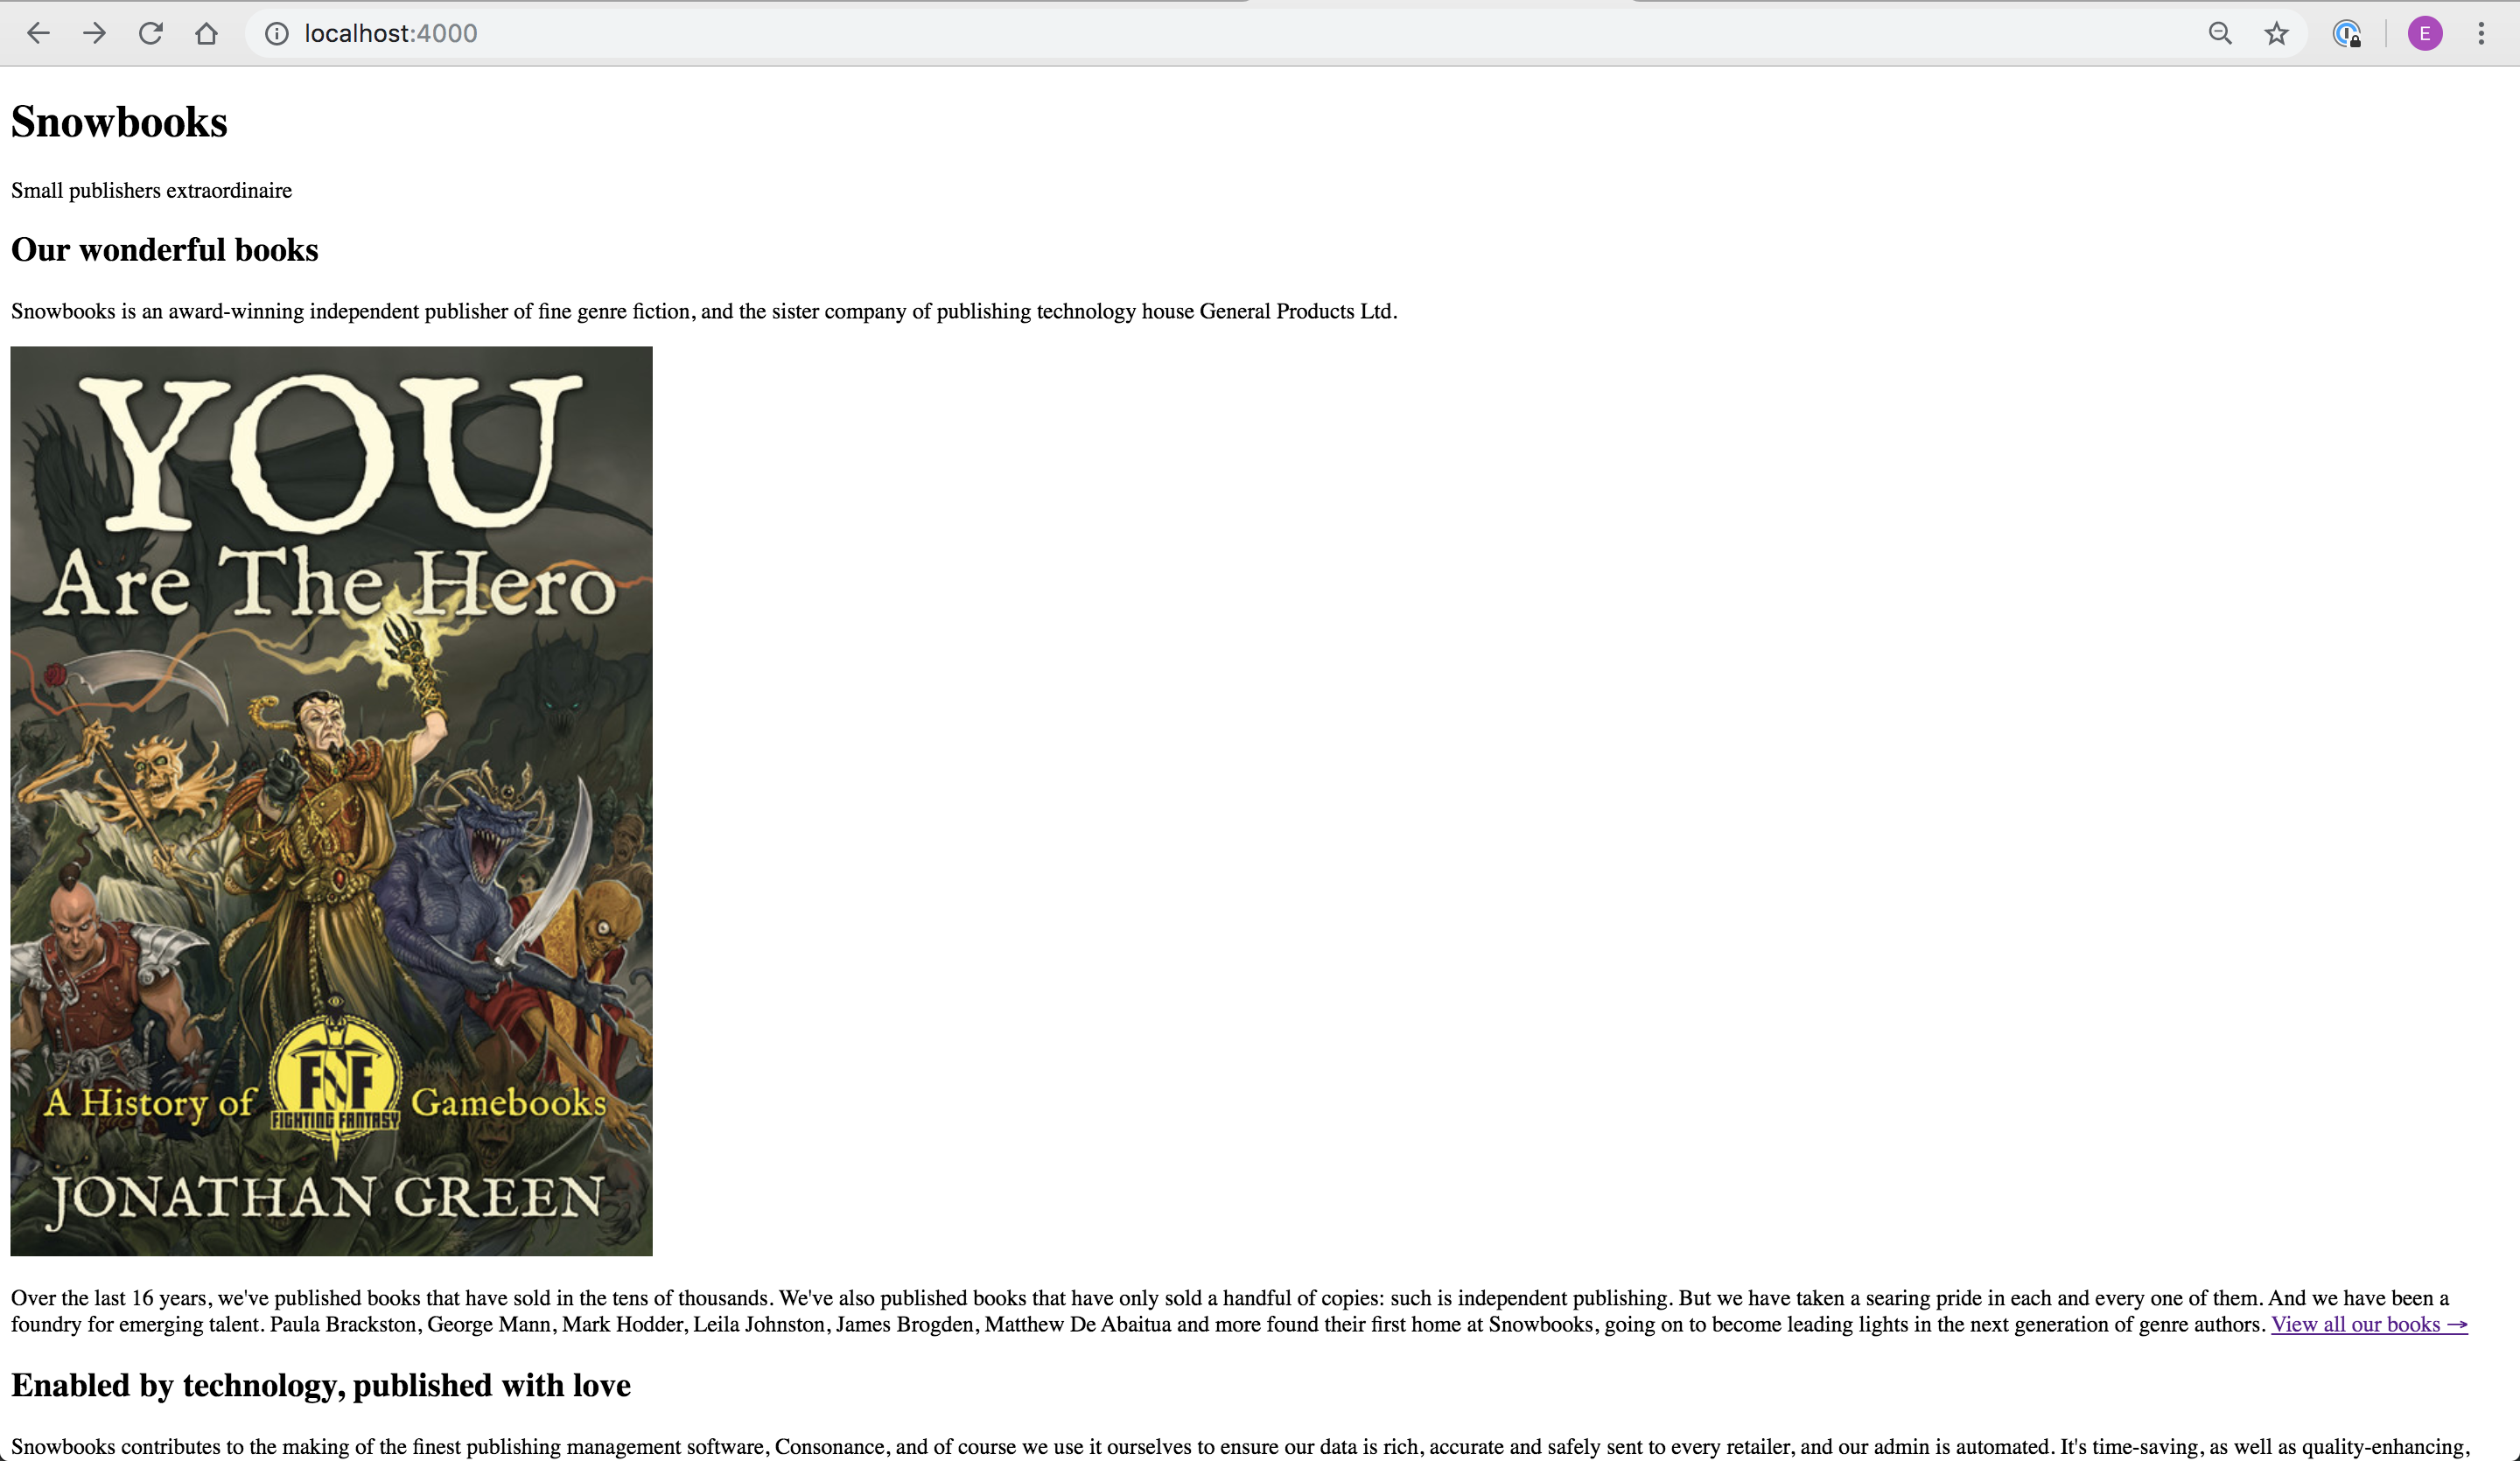 localhost:4000
E
Snowbooks
Small publishers extraordinaire
Our wonderful books
Snowbooks is an award-winning independent publisher of fine genre fiction, and the sister company of publishing technology house General Products Ltd.
YOU
Are The Hero
A History of FF Gamebooks
FIGHTING FANTASY
JONATHAN GREEN
Over the last 16 years, we've published books that have sold in the tens of thousands. We've also published books that have only sold a handful of copies: such is independent publishing. But we have taken a searing pride in each and every one of them. And we have been a
foundry for emerging talent. Paula Brackston, George Mann, Mark Hodder, Leila Johnston, James Brogden, Matthew De Abaitua and more found their first home at Snowbooks, going on to become leading lights in the next generation of genre authors. View all our books →
Enabled by technology, published with love
Snowbooks contributes to the making of the finest publishing management software, Consonance, and of course we use it ourselves to ensure our data is rich, accurate and safely sent to every retailer, and our admin is automated. It's time-saving, as well as quality-enhancing,